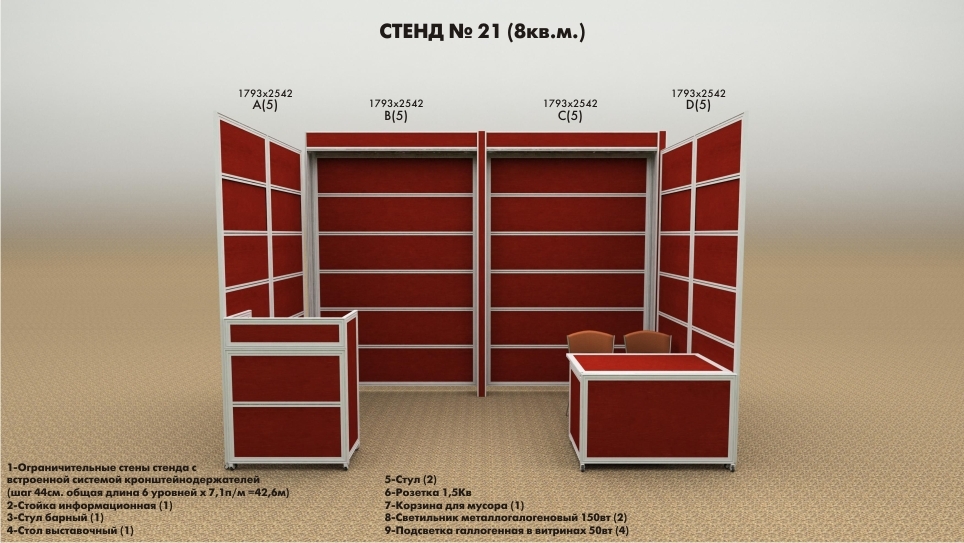 СТЕНД № 21 (8кв.м.)
1793x2542
A(5)
1793x2542
B(5)
1793x2542
C(5)
1793x2542
D(5)
1-Ограничительные стены стенда с
встроенной системой кронштейнодержателей
(шаг 44см. общая длина 6 уровней x 7,1п/м =42,6м)
2-Стойка информационная (1)
3-Стул барный (1)
4-Стол выставочный (1)
5-Стул (2)
6-Розетка 1,5Кв
7-Корзина для мусора (1)
8-Светильник металлогалогеновый 150вт (2)
9-Подсветка галлогенная в витринах 50вт (4)